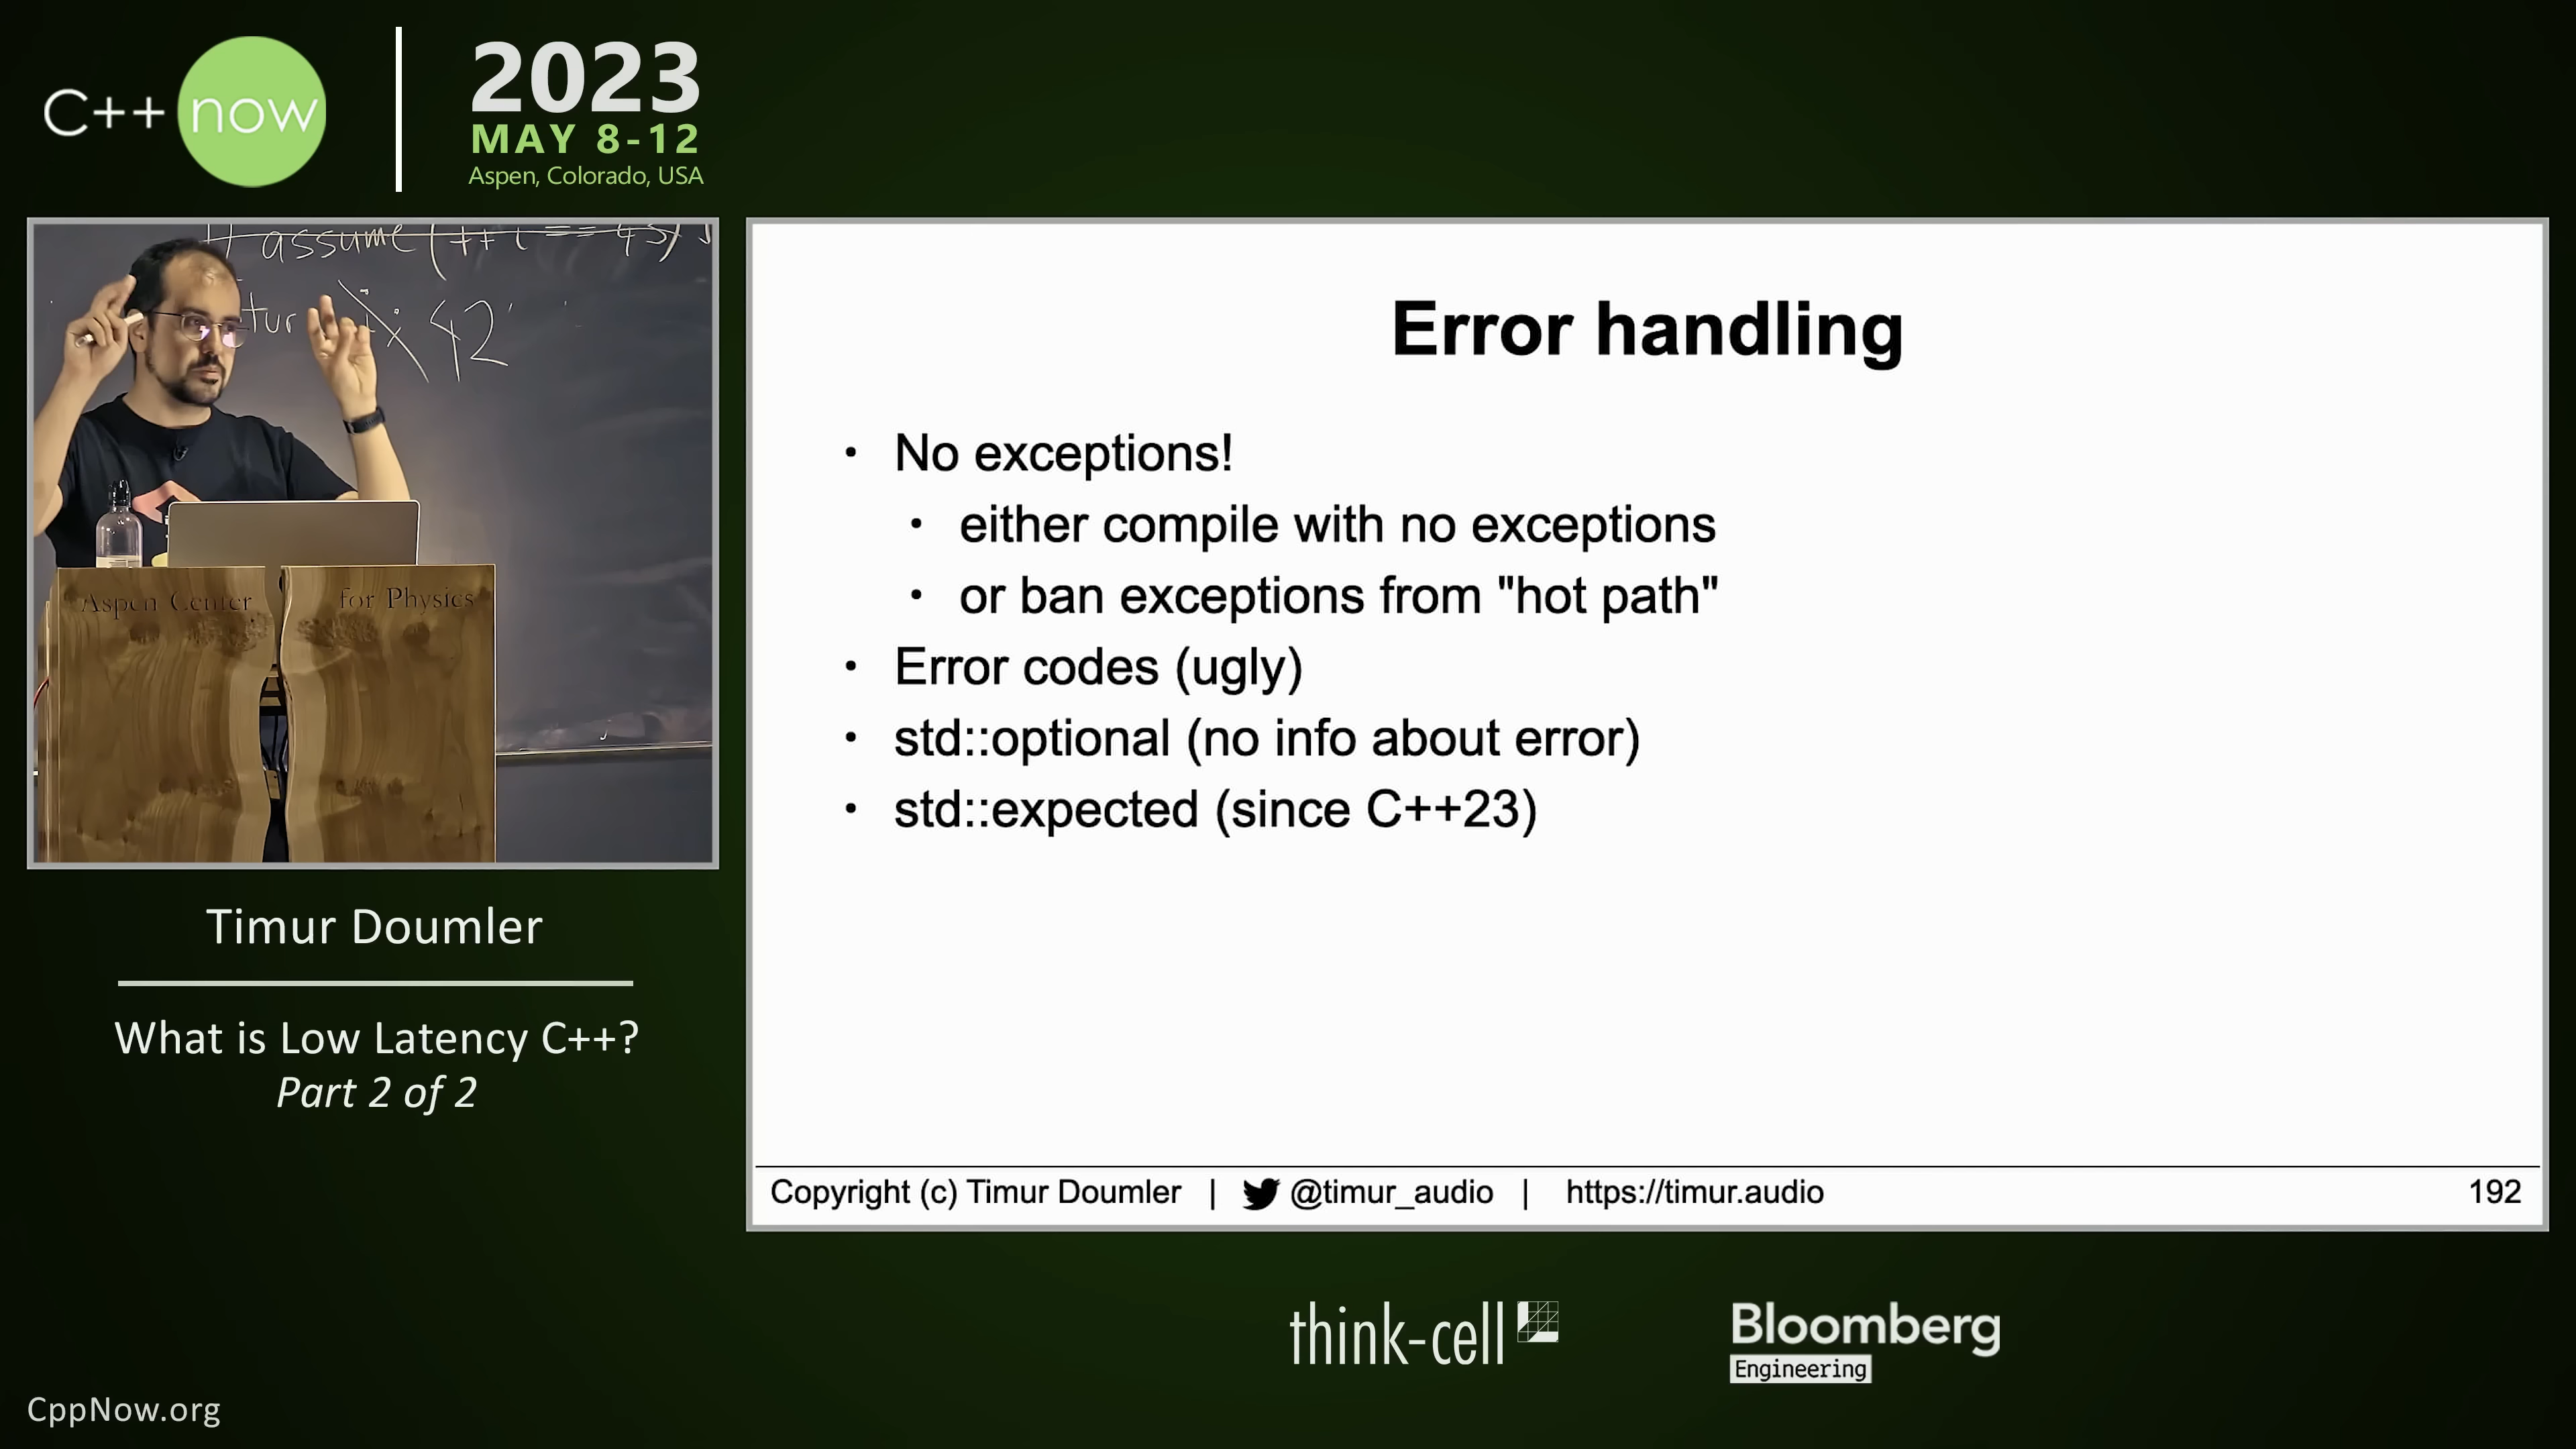 C++ now
2023
MAY 8-12
Aspen, Colorado, USA
assume(++i == 43)
tur i 42
Aspen Center for Physics
Timur Doumler
What is Low Latency C++?
Part 2 of 2
Error handling
• No exceptions!
• either compile with no exceptions
• or ban exceptions from "hot path"
• Error codes (ugly)
• std::optional (no info about error)
• std::expected (since C++23)
Copyright (c) Timur Doumler | @timur_audio | https://timur.audio 192
think-cell
Bloomberg
Engineering
CppNow.org